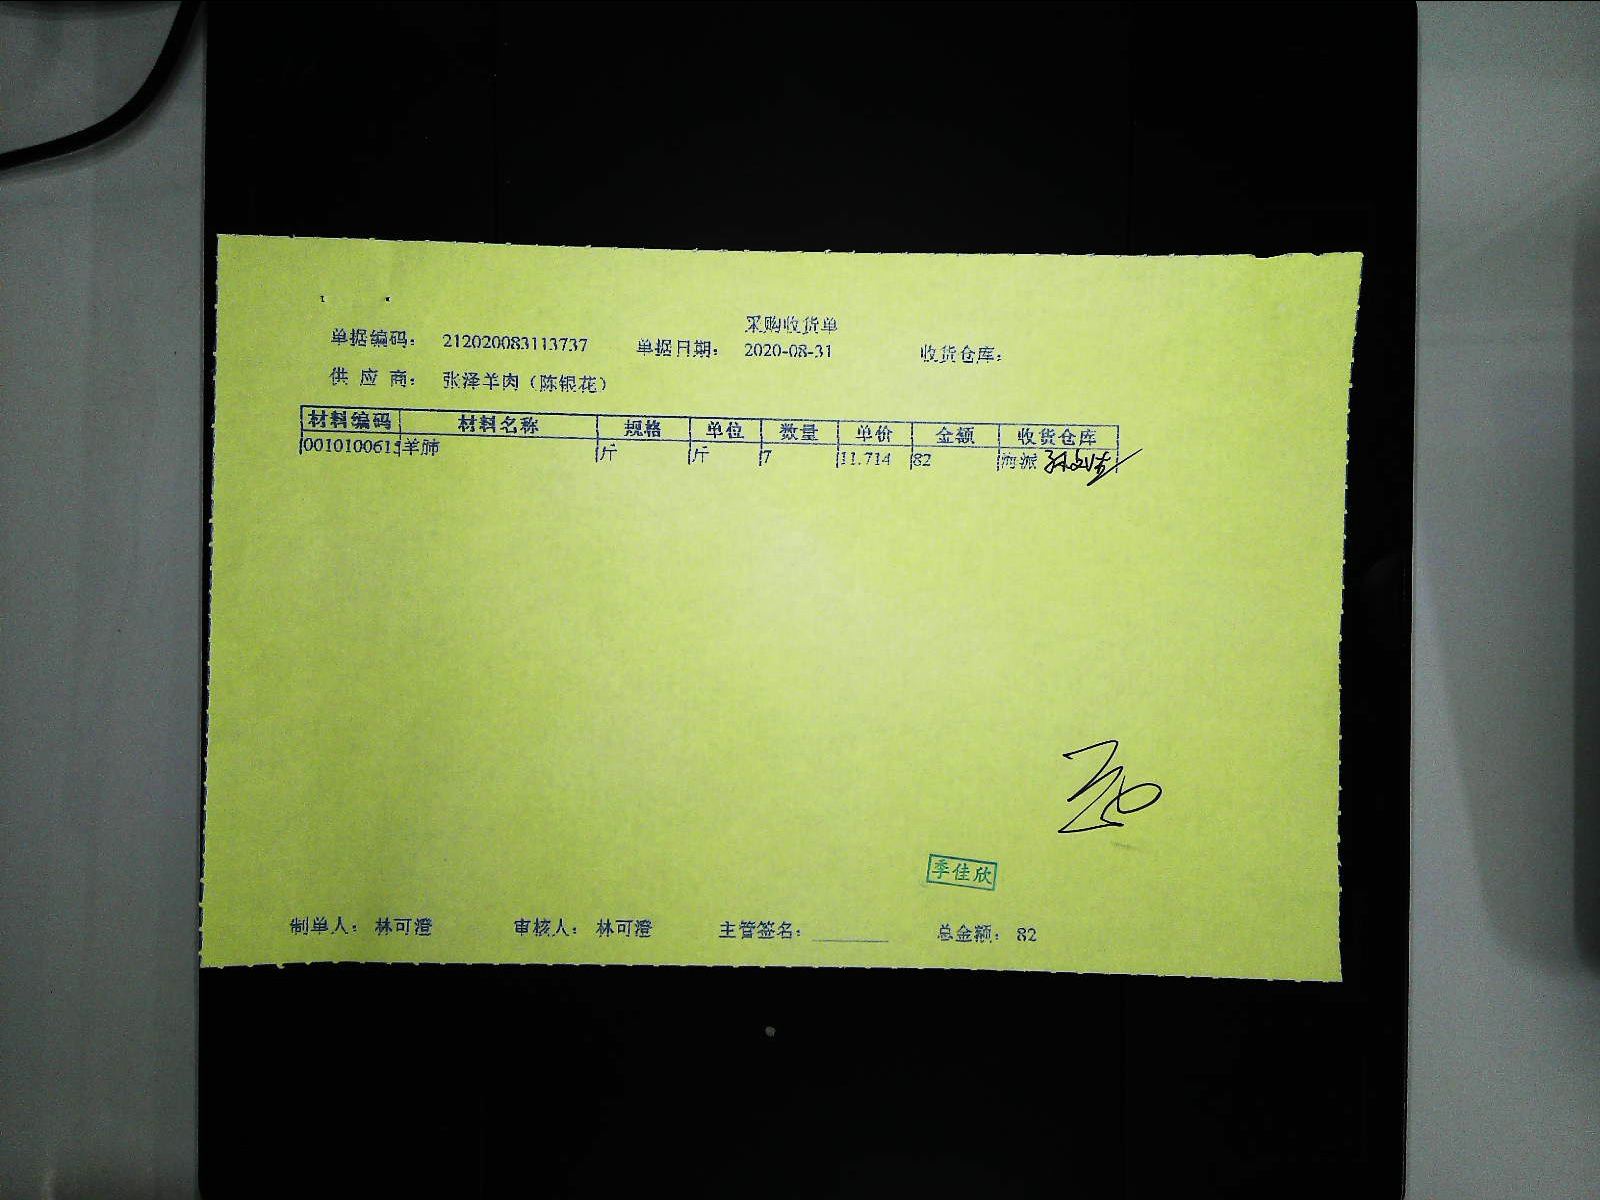 采购收货单
单据编码： 212020083113737 单据日期： 2020-08-31 收货仓库：
供 应 商： 张泽羊肉（陈银花）
材料编码 材料名称 规格 单位 数量 单价 金额 收货仓库
001010061 羊肺 斤 斤 7 11.714 82 海派
季佳欣
制单人： 林可澄 审核人： 林可澄 主管签名： 总金额： 82